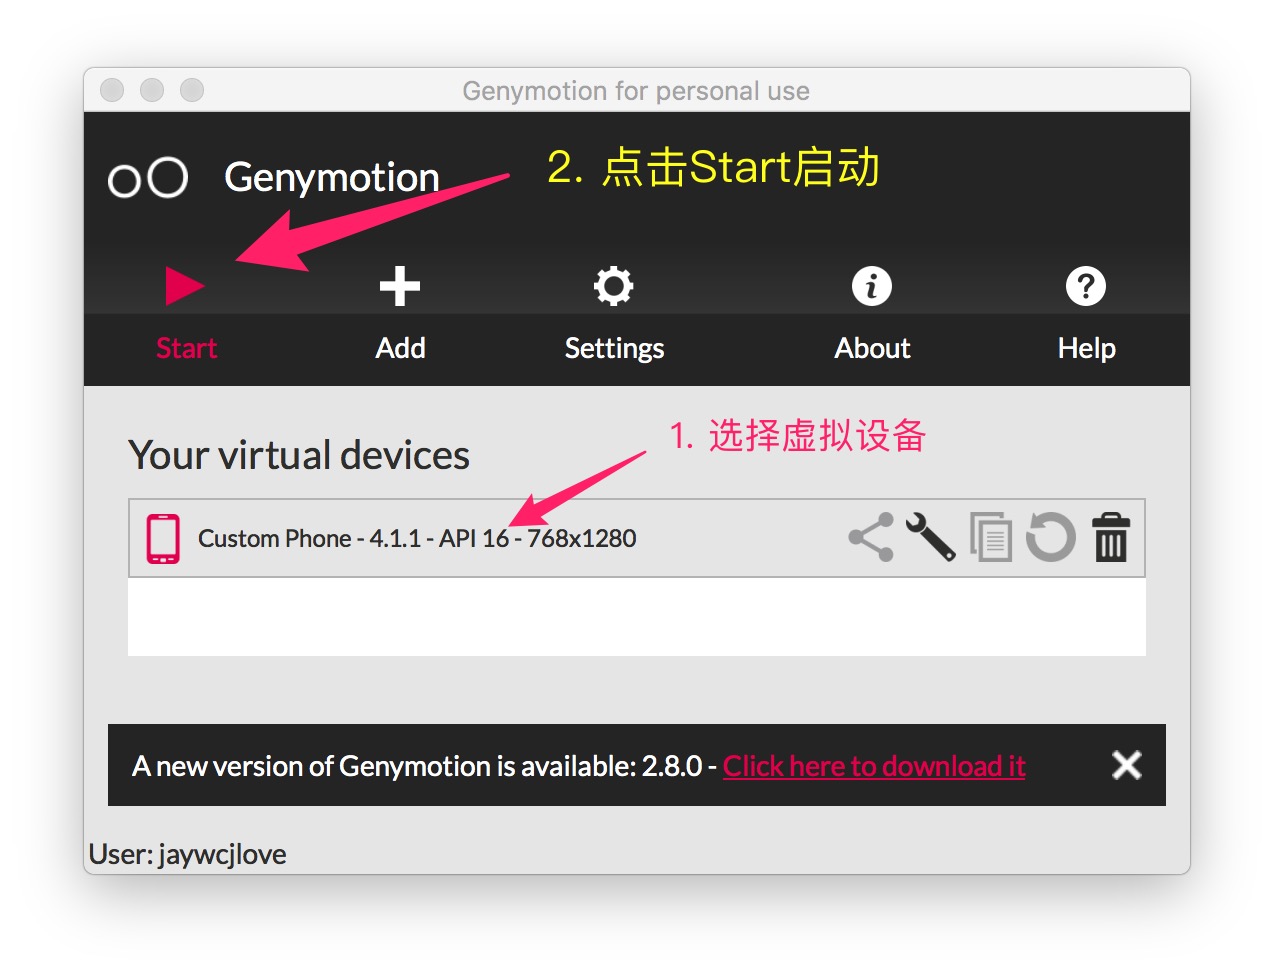 Genymotion for personal use
Genymotion
2. 点击Start启动
Start
Add
Settings
About
Help
1. 选择虚拟设备
Your virtual devices
Custom Phone - 4.1.1 - API 16 - 768x1280
A new version of Genymotion is available: 2.8.0 - Click here to download it
User: jaywcjlove